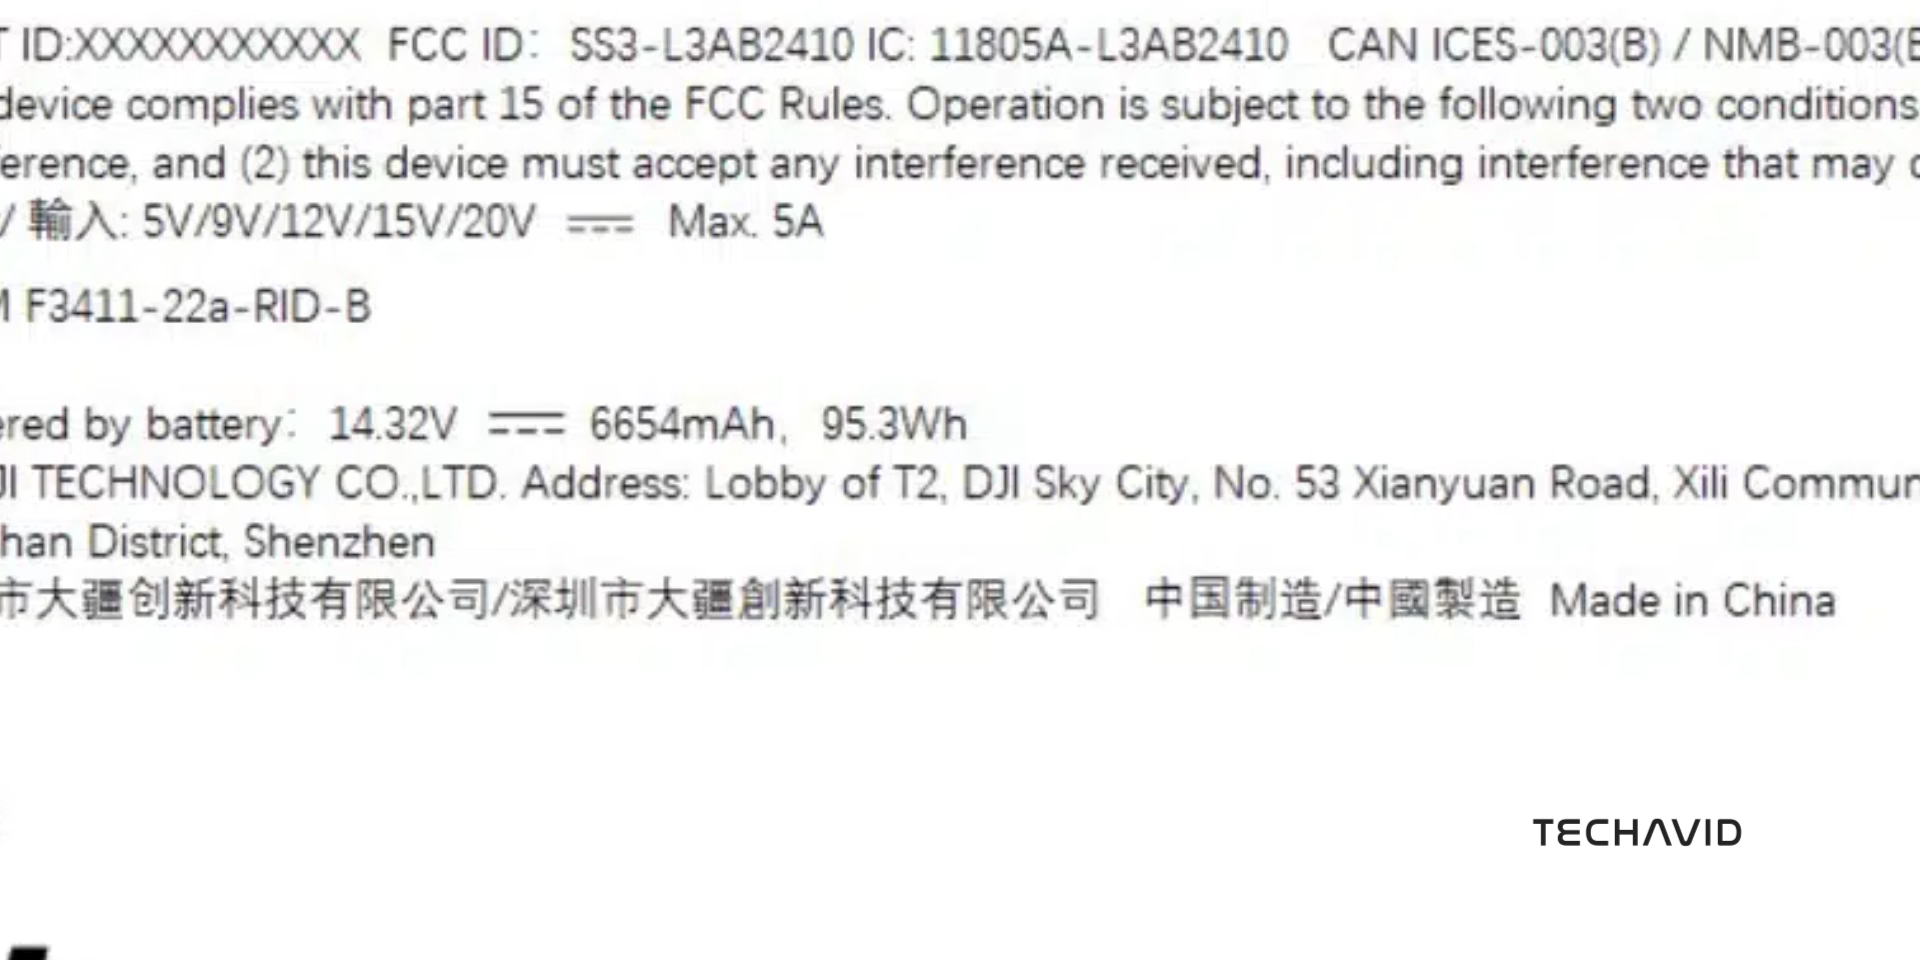 T ID:XXXXXXXXXXXX FCC ID: SS3-L3AB2410 IC: 11805A-L3AB2410 CAN ICES-003(B) / NMB-003(B
device complies with part 15 of the FCC Rules. Operation is subject to the following two conditions
erence, and (2) this device must accept any interference received, including interference that may
/ 輸入: 5V/9V/12V/15V/20V ⎓ Max. 5A
F3411-22a-RID-B
ered by battery: 14.32V ⎓ 6654mAh, 95.3Wh
JI TECHNOLOGY CO.,LTD. Address: Lobby of T2, DJI Sky City, No. 53 Xianyuan Road, Xili Commun
han District, Shenzhen
市大疆创新科技有限公司/深圳市大疆創新科技有限公司 中国制造/中國製造 Made in China
TECHAVID